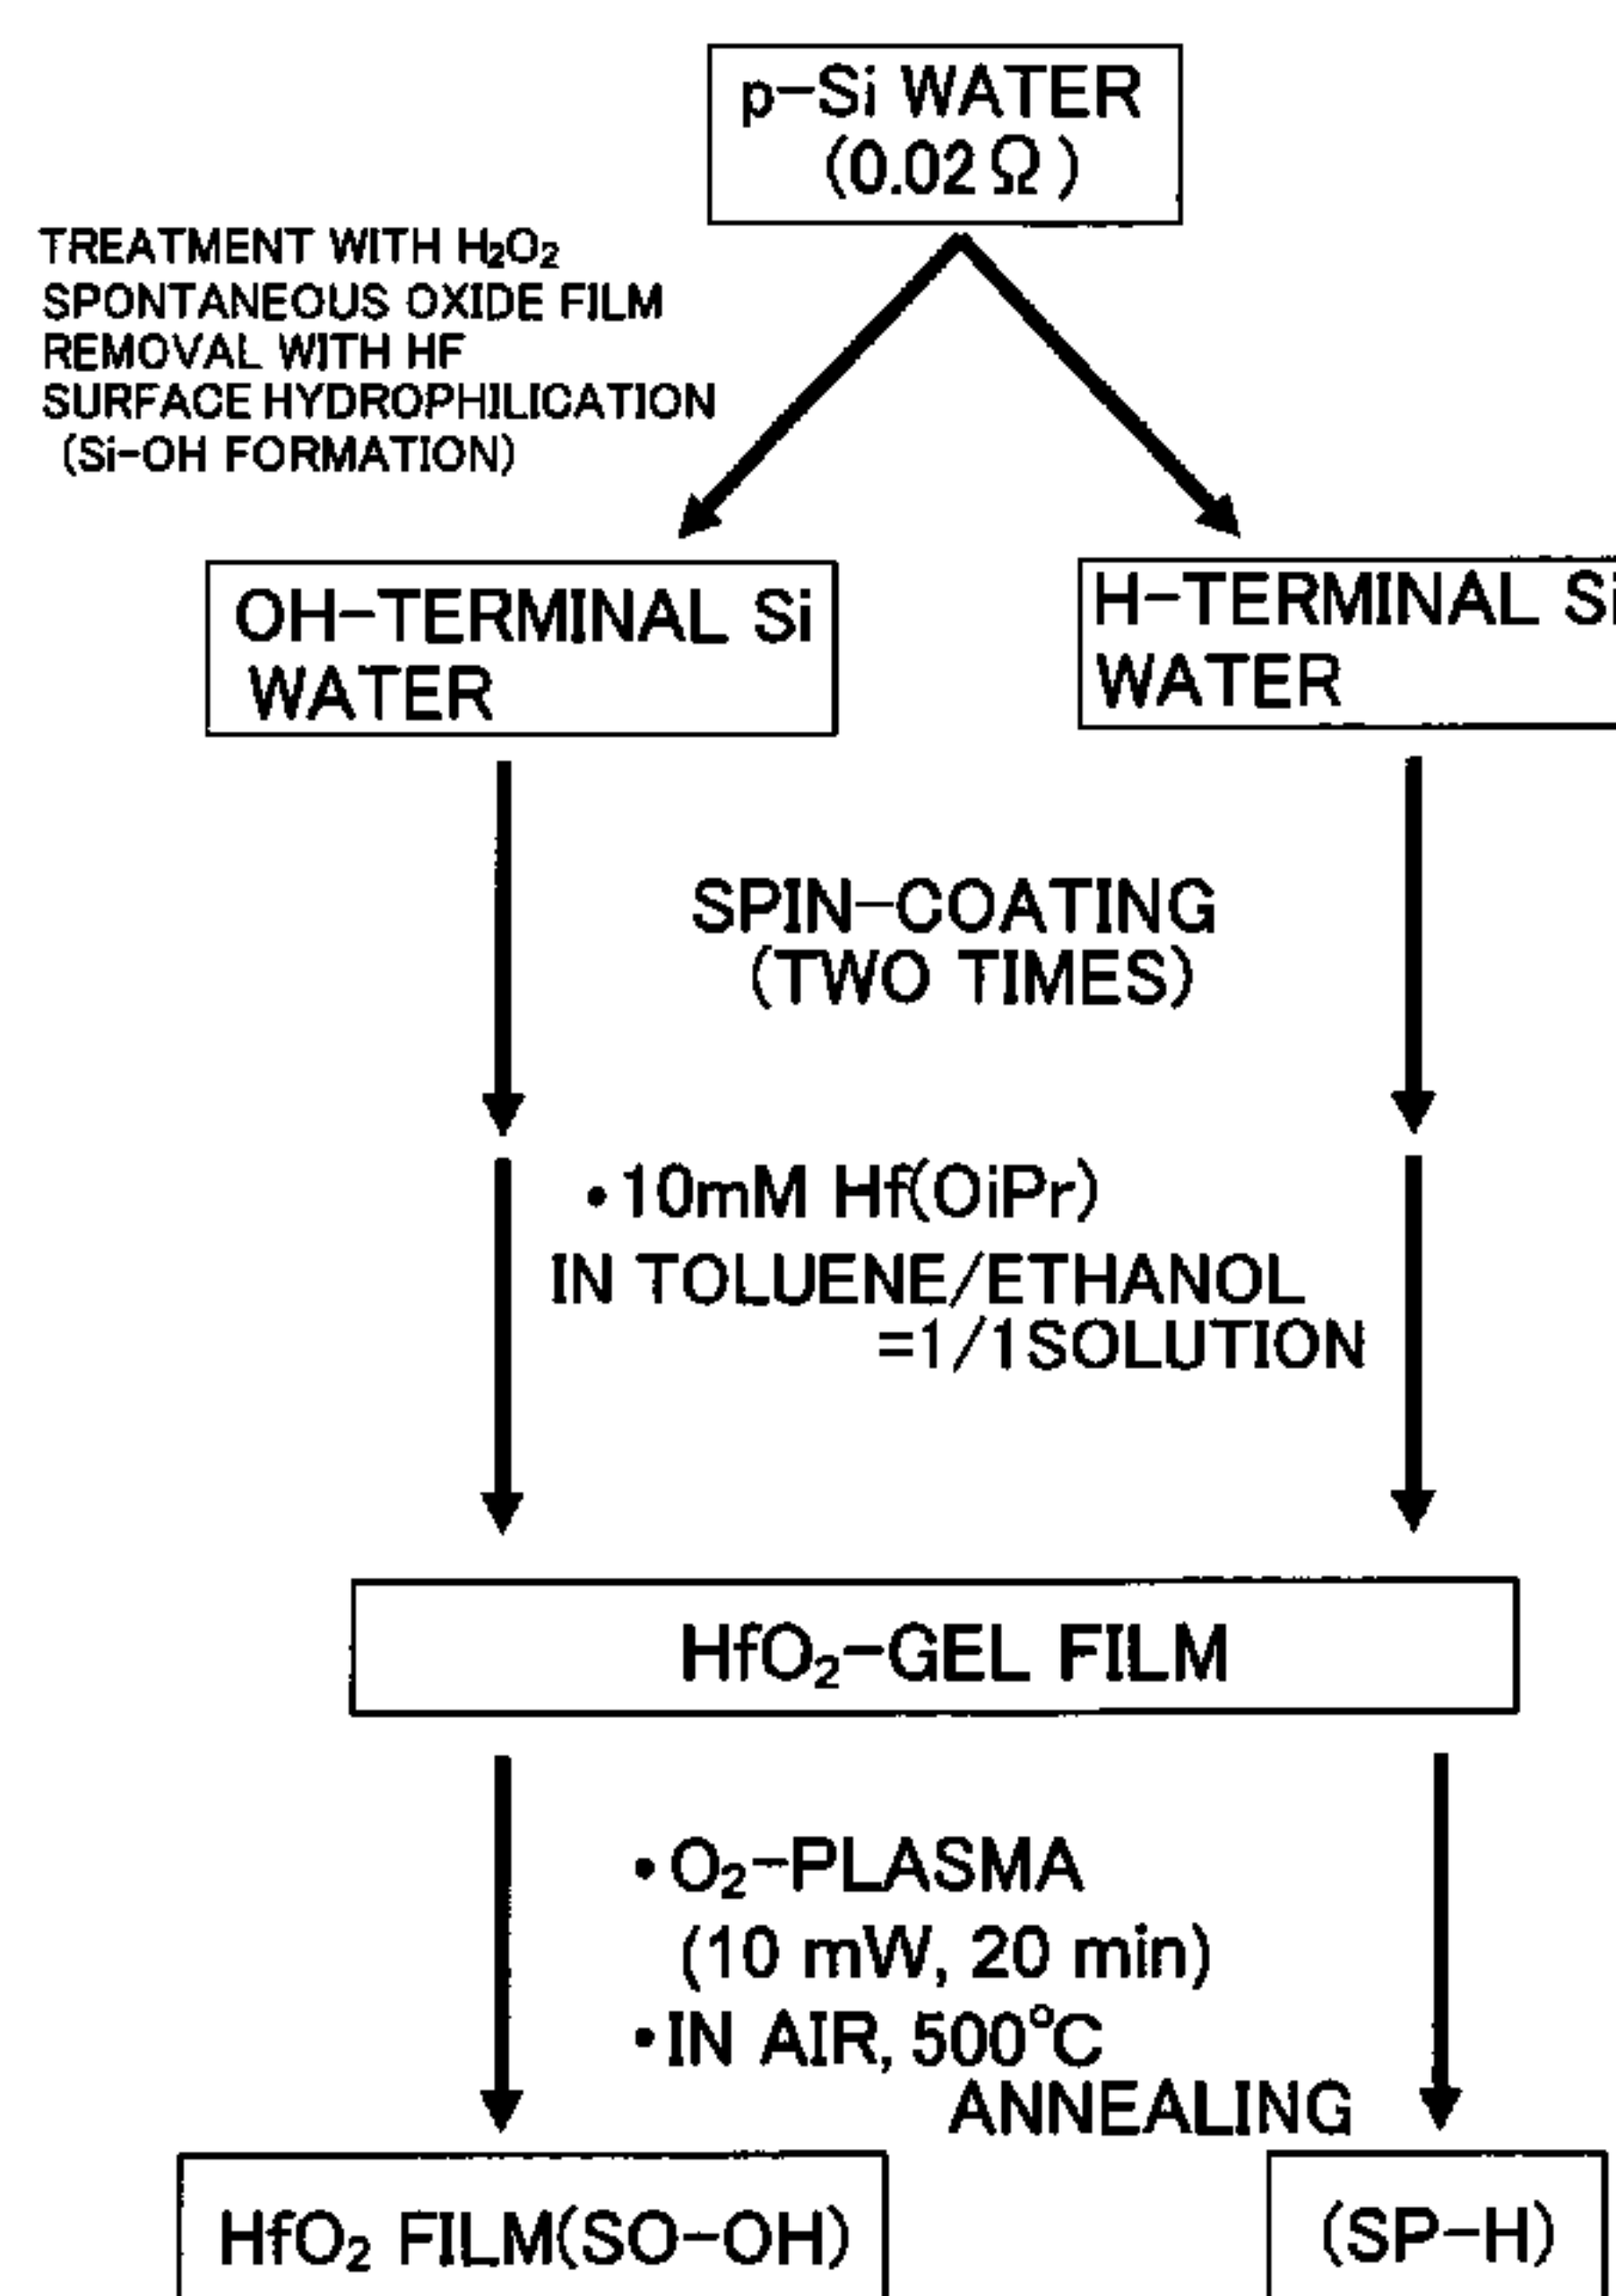 p-Si WATER
(0.02Ω)
TREATMENT WITH H₂O₂
SPONTANEOUS OXIDE FILM
REMOVAL WITH HF
SURFACE HYDROPHILICATION
(Si-OH FORMATION)
OH-TERMINAL Si
WATER
H-TERMINAL Si
WATER
SPIN-COATING
(TWO TIMES)
•10mM Hf(OiPr)
IN TOLUENE/ETHANOL
=1/1SOLUTION
HfO₂-GEL FILM
•O₂-PLASMA
(10 mW, 20 min)
•IN AIR, 500°C
ANNEALING
HfO₂ FILM(SO-OH)
(SP-H)